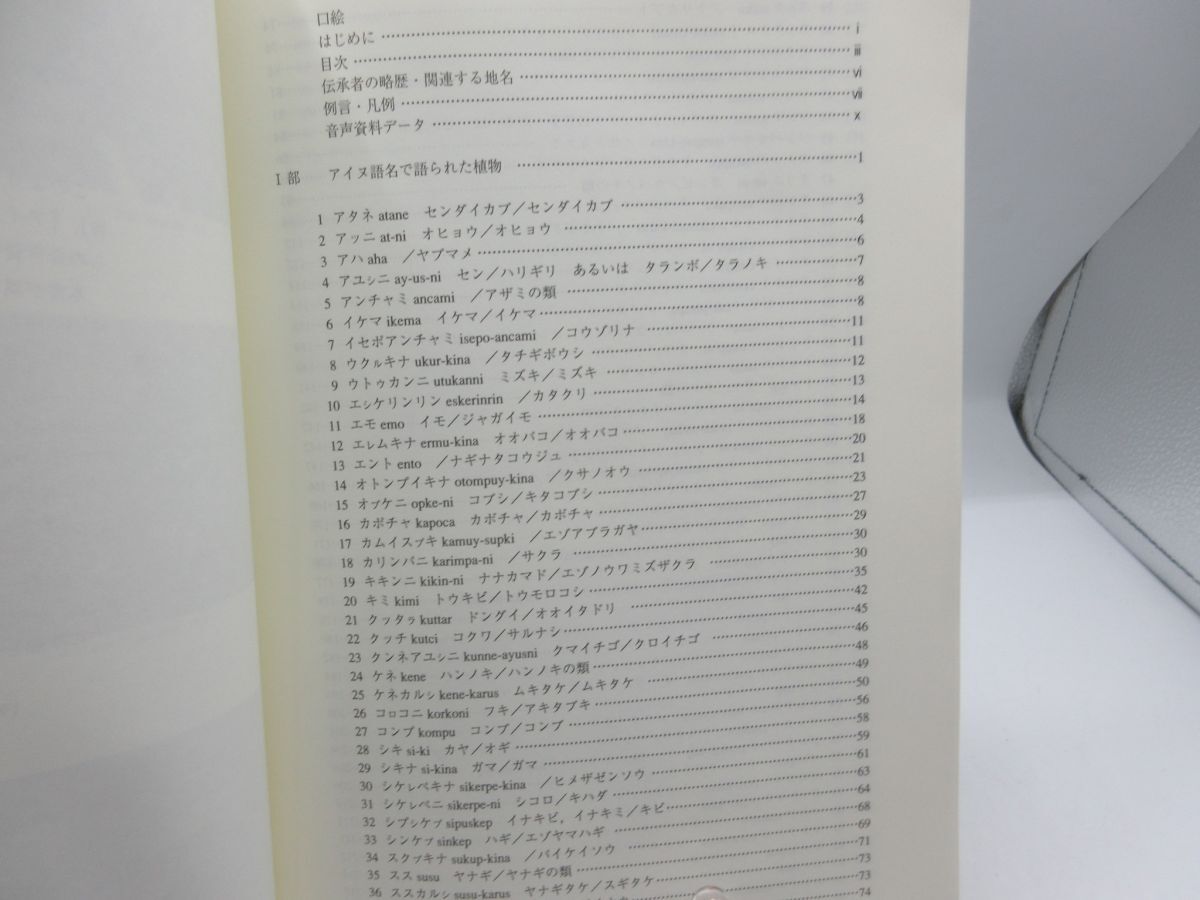 口絵
はじめに……i
目次……iii
伝承者の略歴・関連する地名……vi
例言・凡例……vii
音声資料データ……x
I部 アイヌ語名で語られた植物……1
1 アタネ atane センダイカブ／センダイカブ……3
2 アッニ at-ni オヒョウ／オヒョウ……4
3 アハ aha ／ヤブマメ……6
4 アユㇱニ ay-us-ni セン／ハリギリ あるいは タランボ／タラノキ……7
5 アンチャミ ancami ／アザミの類……8
6 イケマ ikema イケマ／イケマ……8
7 イセポアンチャミ isepo-ancami ／コウゾリナ……11
8 ウクㇽキナ ukur-kina ／タチギボウシ……11
9 ウトゥカンニ utukanni ミズキ／ミズキ……12
10 エㇱケリンリン eskerinrin ／カタクリ……13
11 エモ emo イモ／ジャガイモ……14
12 エㇾムキナ ermu-kina オオバコ／オオバコ……18
13 エント ento ／ナギナタコウジュ……20
14 オトンプイキナ otompuy-kina ／クサノオウ……21
15 オㇷ゚ケニ opke-ni コブシ／キタコブシ……23
16 カボチャ kapoca カボチャ／カボチャ……27
17 カムイスㇷ゚キ kamuy-supki ／エゾアブラガヤ……29
18 カリンパニ karimpa-ni ／サクラ……30
19 キキンニ kikin-ni ナナカマド／エゾノウワミズザクラ……30
20 キミ kimi トウキビ／トウモロコシ……35
21 クッタㇻ kuttar ドングイ／オオイタドリ……42
22 クッチ kutci コクワ／サルナシ……45
23 クンネアユㇱニ kunne-ayusni クマイチゴ／クロイチゴ……46
24 ケネ kene ハンノキ／ハンノキの類……48
25 ケネカルㇱ kene-karus ムキタケ／ムキタケ……49
26 コㇿコニ korkoni フキ／アキタブキ……50
27 コンプ kompu コンブ／コンブ……56
28 シキ si-ki カヤ／オギ……58
29 シキナ si-kina ガマ／ガマ……59
30 シケㇾペキナ sikerpe-kina ／ヒメザゼンソウ……61
31 シケㇾペニ sikerpe-ni シコロ／キハダ……63
32 シプㇱケㇷ゚ sipuskep イナキビ，イナキミ／キビ……64
33 シンケㇷ゚ sinkep ハギ／エゾヤマハギ……68
34 スクㇷ゚キナ sukup-kina ／バイケイソウ……69
35 スス susu ヤナギ／ヤナギの類……71
36 ススカルㇱ susu-karus ヤナギタケ／スギタケ……73
……73
……74